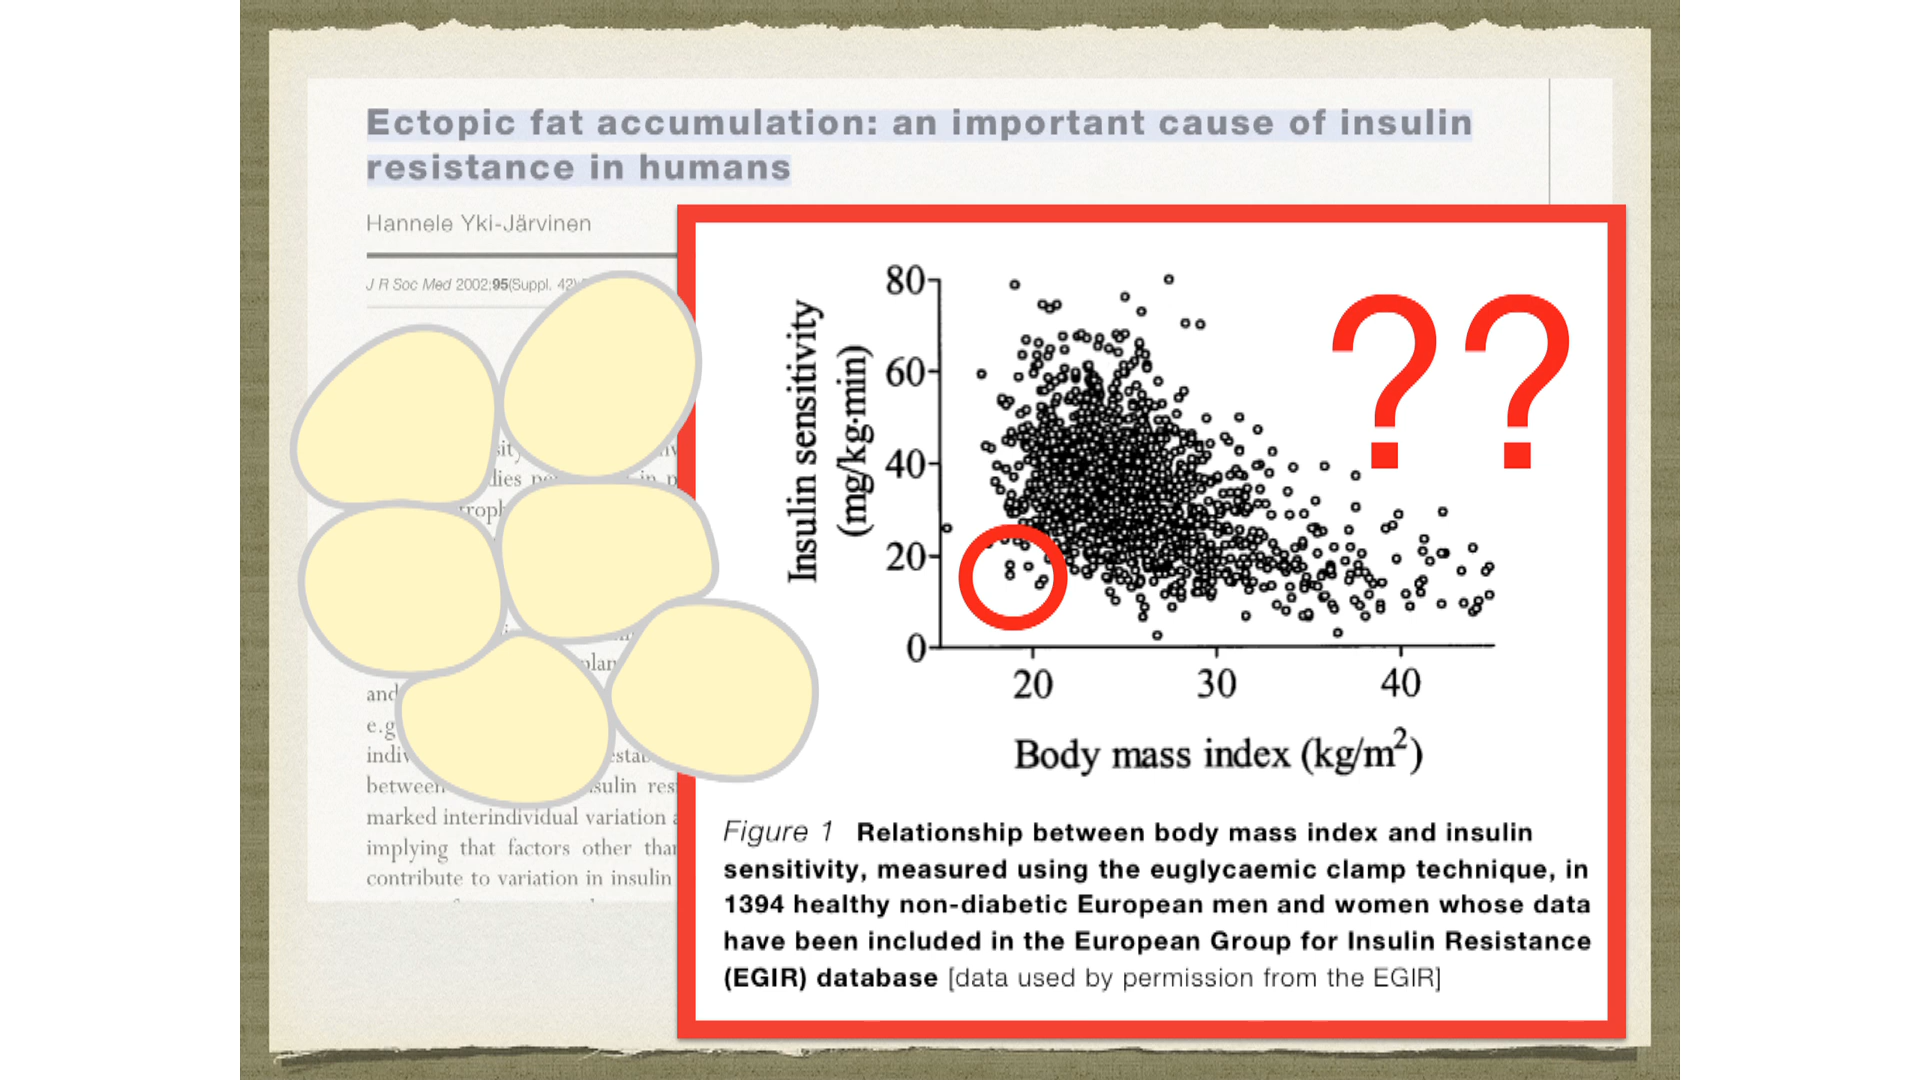 Ectopic fat accumulation: an important cause of insulin
resistance in humans
Hannele Yki-Järvinen
J R Soc Med 2002;95(Suppl. 42)
and
e.g
between
marked interindividual variation
implying that factors other than
contribute to variation in insulin
??
80
60
40
20
0
Insulin sensitivity
(mg/kg·min)
20 30 40
Body mass index (kg/m²)
Figure 1 Relationship between body mass index and insulin
sensitivity, measured using the euglycaemic clamp technique, in
1394 healthy non-diabetic European men and women whose data
have been included in the European Group for Insulin Resistance
(EGIR) database [data used by permission from the EGIR]